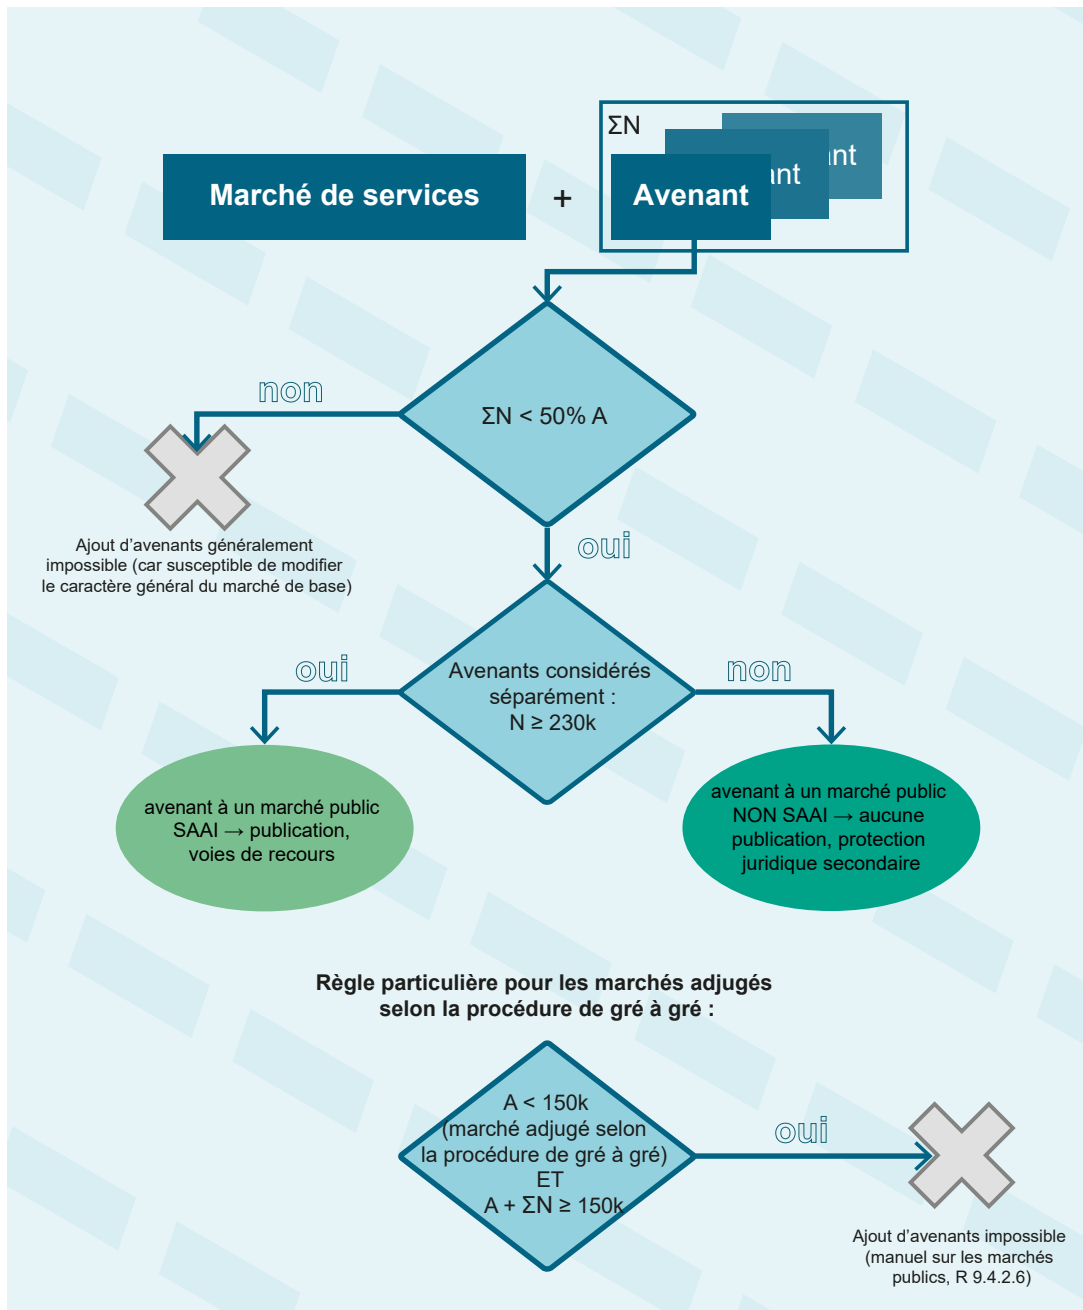 ΣN
Marché de services
+
Avenant
nant
nant
ΣN < 50% A
non
Ajout d’avenants généralement
impossible (car susceptible de modifier
le caractère général du marché de base)
oui
Avenants considérés
séparément :
N ≥ 230k
oui
non
avenant à un marché public
SAAI → publication,
voies de recours
avenant à un marché public
NON SAAI → aucune
publication, protection
juridique secondaire
Règle particulière pour les marchés adjugés
selon la procédure de gré à gré :
A < 150k
(marché adjugé selon
la procédure de gré à gré)
ET
A + ΣN ≥ 150k
oui
Ajout d’avenants impossible
(manuel sur les marchés
publics, R 9.4.2.6)